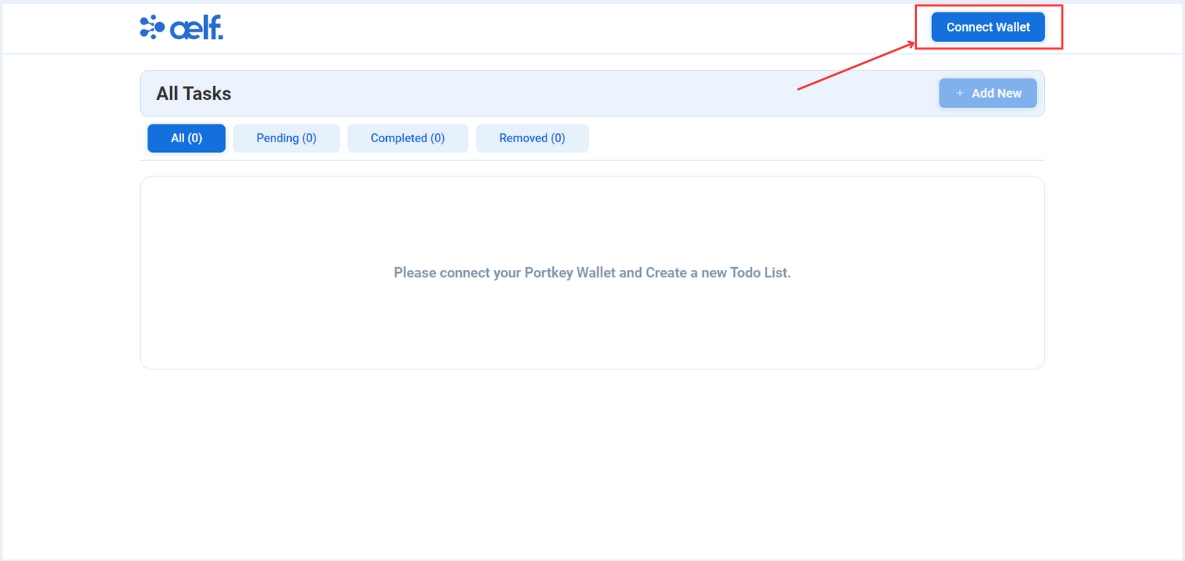 aelf.
Connect Wallet
All Tasks
+ Add New
All (0)
Pending (0)
Completed (0)
Removed (0)
Please connect your Portkey Wallet and Create a new Todo List.